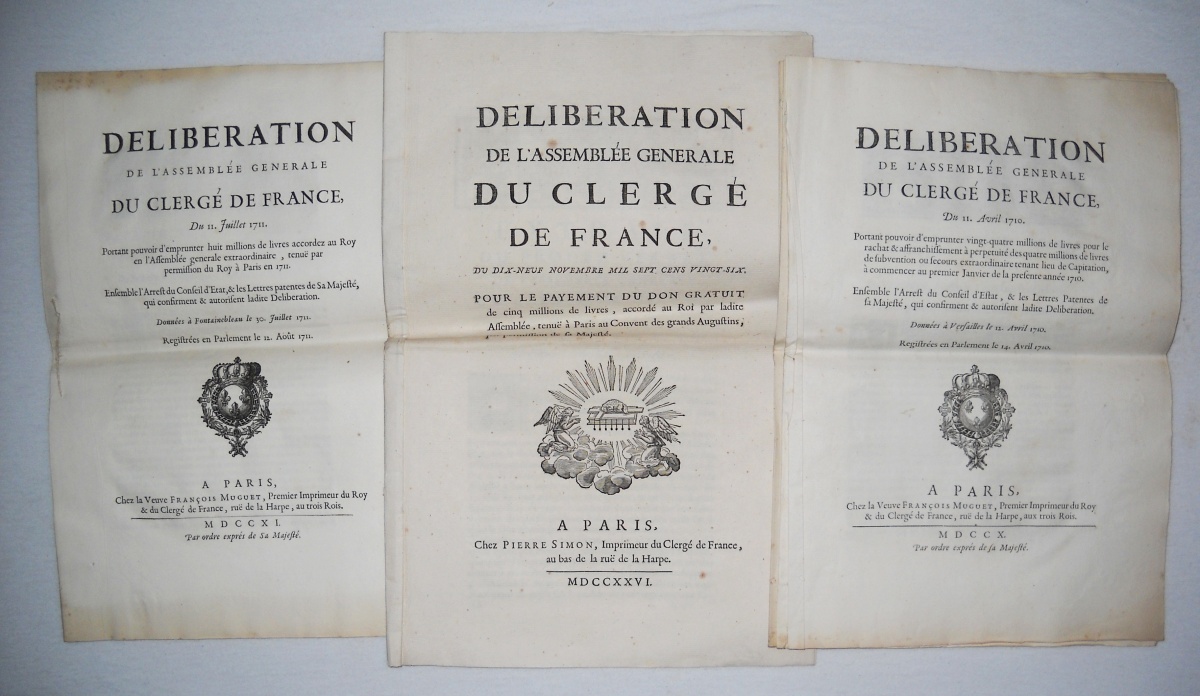 DELIBERATION
DE L'ASSEMBLÉE GENERALE
DU CLERGÉ DE FRANCE,
Du 11. Juillet 1711.
Portant pouvoir d'emprunter huit millions de livres accordez au Roy
en l'Assemblée generale extraordinaire, tenuë par
permission du Roy à Paris en 1711.
Ensemble l'Arrest du Conseil d'Etat, & les Lettres patentes de Sa Majesté,
qui confirment & autorisent ladite Deliberation.
Données à Fontainebleau le 30. Juillet 1711.
Registrées en Parlement le 12. Août 1711.
A PARIS,
Chez la Veuve FRANÇOIS MUGUET, Premier Imprimeur du Roy
& du Clergé de France, ruë de la Harpe, au trois Rois.
MDCCXI.
Par ordre exprés de Sa Majesté.
DELIBERATION
DE L'ASSEMBLÉE GENERALE
DU CLERGÉ
DE FRANCE,
DU DIX-NEUF NOVEMBRE MIL SEPT CENS VINGT-SIX.
POUR LE PAYEMENT DU DON GRATUIT
de cinq millions de livres, accordé au Roi par ladite
Assemblée, tenuë à Paris au Convent des grands Augustins,
de sa Majesté.
A PARIS,
Chez PIERRE SIMON, Imprimeur du Clergé de France,
au bas de la ruë de la Harpe.
MDCCXXVI.
DELIBERATION
DE L'ASSEMBLÉE GENERALE
DU CLERGÉ DE FRANCE,
Du 11. Avril 1710.
Portant pouvoir d'emprunter vingt-quatre millions de livres pour le
rachat & affranchissement à perpetuité des quatre millions de livres
de subvention ou secours extraordinaire tenant lieu de Capitation,
à commencer au premier Janvier de la presente année 1710.
Ensemble l'Arrest du Conseil d'Estat, & les Lettres Patentes de
sa Majesté, qui confirment & autorisent ladite Deliberation.
Données à Versailles le 12. Avril 1710.
Registrées en Parlement le 14. Avril 1710.
A PARIS,
Chez la Veuve FRANÇOIS MUGUET, Premier Imprimeur du Roy
& du Clergé de France, ruë de la Harpe, aux trois Rois.
MDCCX.
Par ordre exprés de sa Majesté.